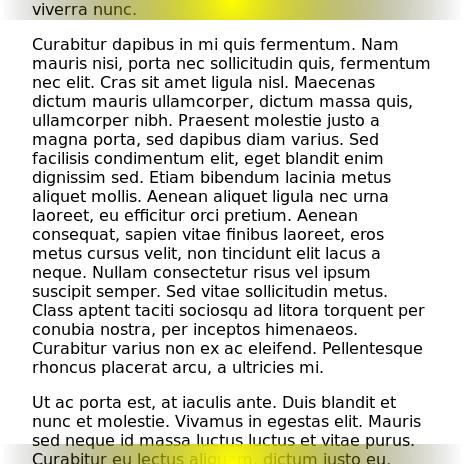 viverra nunc.
Curabitur dapibus in mi quis fermentum. Nam
mauris nisi, porta nec sollicitudin quis, fermentum
nec elit. Cras sit amet ligula nisl. Maecenas
dictum mauris ullamcorper, dictum massa quis,
ullamcorper nibh. Praesent molestie justo a
magna porta, sed dapibus diam varius. Sed
facilisis condimentum elit, eget blandit enim
dignissim sed. Etiam bibendum lacinia metus
aliquet mollis. Aenean aliquet ligula nec urna
laoreet, eu efficitur orci pretium. Aenean
consequat, sapien vitae finibus laoreet, eros
metus cursus velit, non tincidunt elit lacus a
neque. Nullam consectetur risus vel ipsum
suscipit semper. Sed vitae sollicitudin metus.
Class aptent taciti sociosqu ad litora torquent per
conubia nostra, per inceptos himenaeos.
Curabitur varius non ex ac eleifend. Pellentesque
rhoncus placerat arcu, a ultricies mi.
Ut ac porta est, at iaculis ante. Duis blandit et
nunc et molestie. Vivamus in egestas elit. Mauris
sed neque id massa luctus luctus et vitae purus.
Curabitur eu lectus aliquam, dictum justo eu,